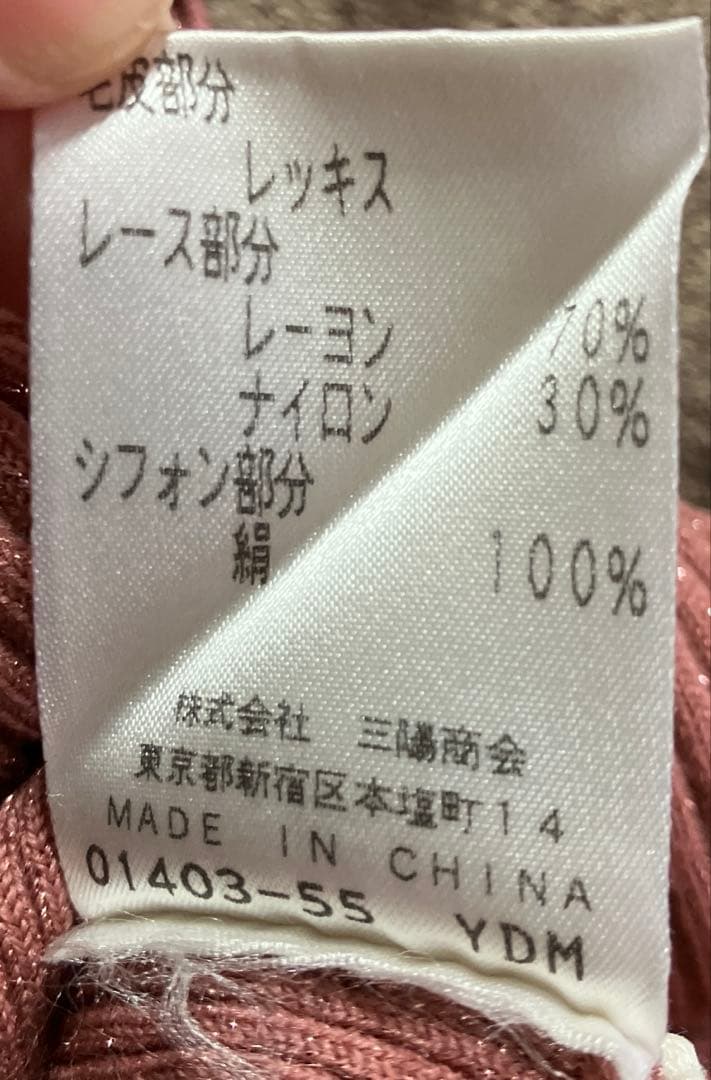 毛皮部分
レッキス
レース部分
レーヨン 70%
ナイロン 30%
シフォン部分
絹 100%
株式会社 三陽商会
東京都新宿区本塩町14
MADE IN CHINA
01403-55 YDM